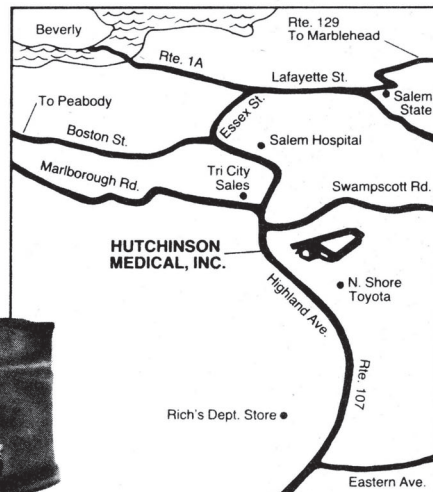 Beverly
Rte. 129
To Marblehead
Rte. 1A
Lafayette St.
To Peabody
Essex St.
Salem
State
Boston St.
Salem Hospital
Marlborough Rd.
Tri City
Sales
Swampscott Rd.
HUTCHINSON
MEDICAL, INC.
N. Shore
Toyota
Highland Ave.
Rte. 107
Rich's Dept. Store
Eastern Ave.